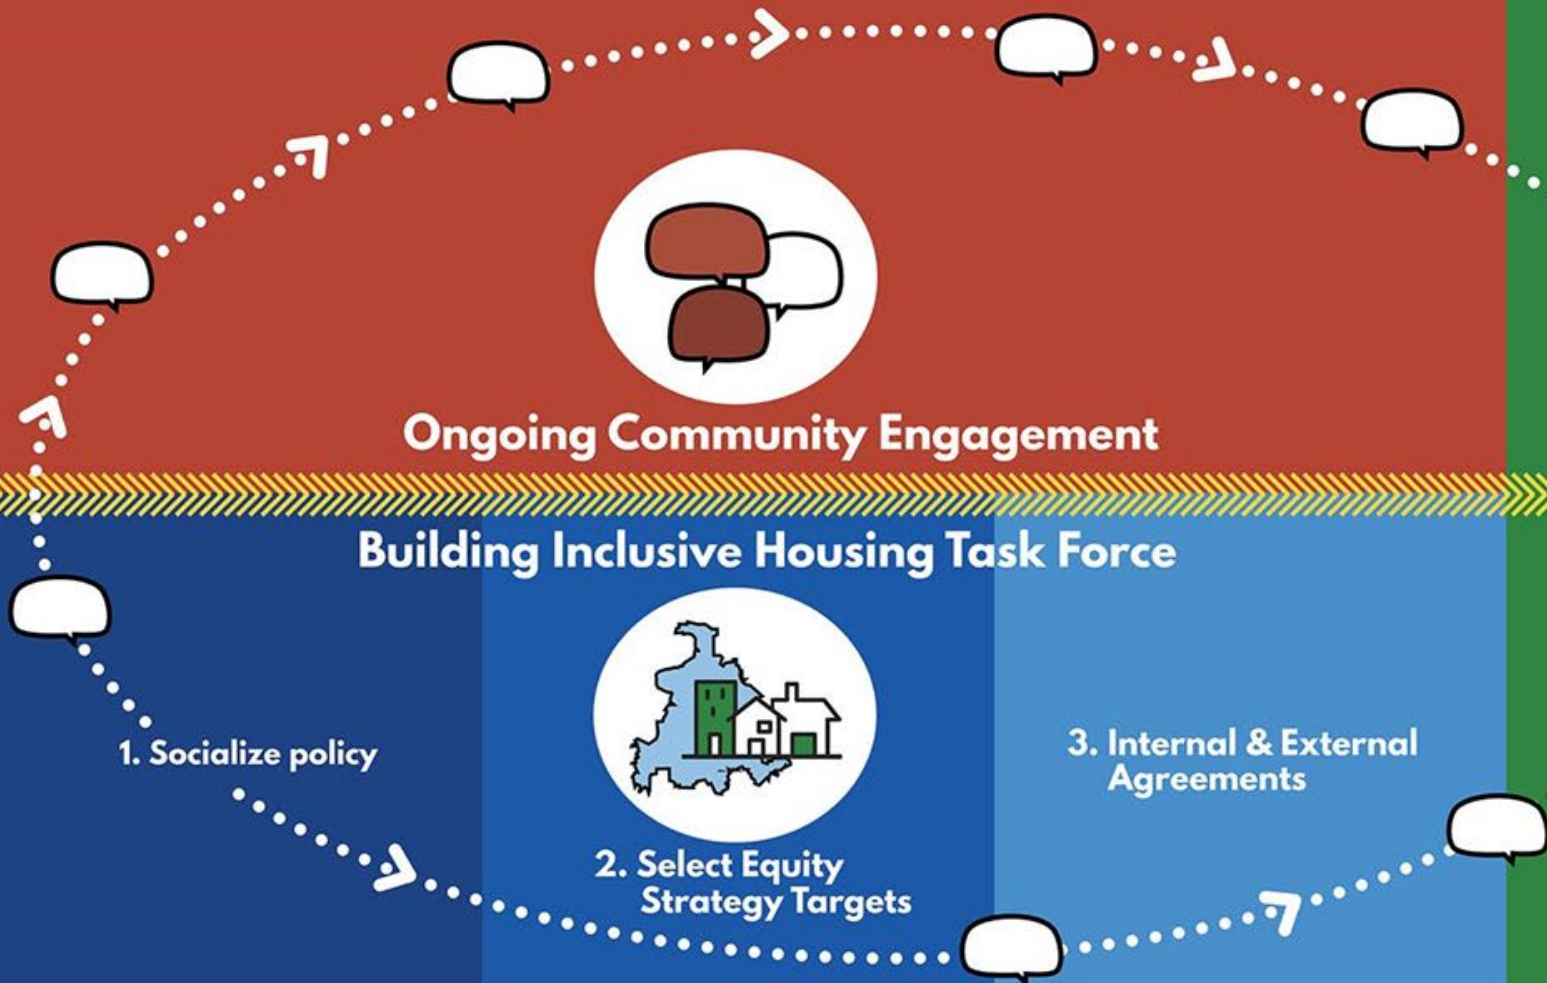 Ongoing Community Engagement
Building Inclusive Housing Task Force
1. Socialize policy
2. Select Equity
Strategy Targets
3. Internal & External
Agreements